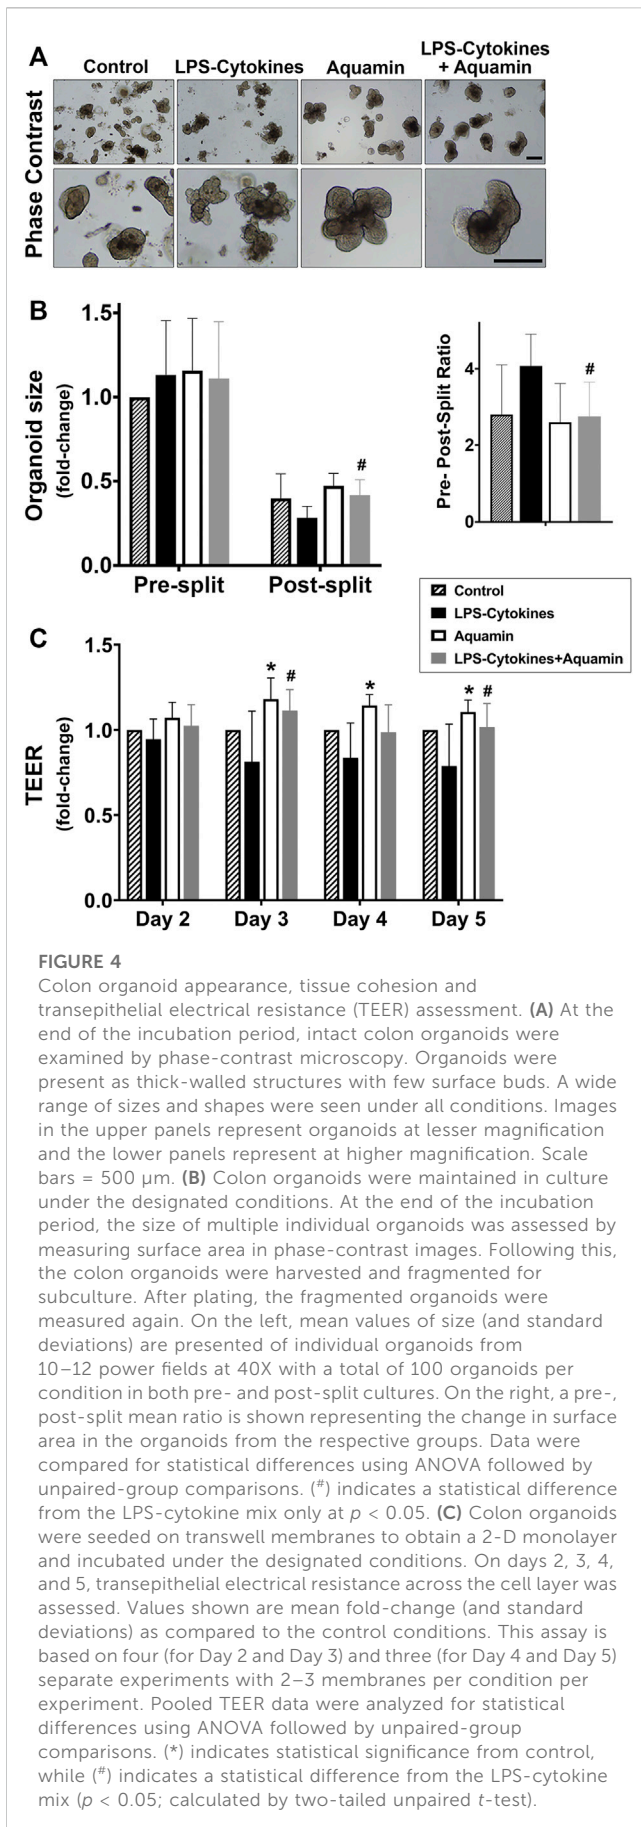 A
Control
LPS-Cytokines
Aquamin
LPS-Cytokines
+ Aquamin
Phase Contrast
B
Organoid size
(fold-change)
1.5
1.0
0.5
0.0
Pre-split
Post-split
#
Pre- Post-Split Ratio
4
2
0
#
Control
LPS-Cytokines
Aquamin
LPS-Cytokines+Aquamin
C
TEER
(fold-change)
1.5
1.0
0.5
0.0
* #
*
* #
Day 2
Day 3
Day 4
Day 5
FIGURE 4
Colon organoid appearance, tissue cohesion and
transepithelial electrical resistance (TEER) assessment. (A) At the
end of the incubation period, intact colon organoids were
examined by phase-contrast microscopy. Organoids were
present as thick-walled structures with few surface buds. A wide
range of sizes and shapes were seen under all conditions. Images
in the upper panels represent organoids at lesser magnification
and the lower panels represent at higher magnification. Scale
bars = 500 µm. (B) Colon organoids were maintained in culture
under the designated conditions. At the end of the incubation
period, the size of multiple individual organoids was assessed by
measuring surface area in phase-contrast images. Following this,
the colon organoids were harvested and fragmented for
subculture. After plating, the fragmented organoids were
measured again. On the left, mean values of size (and standard
deviations) are presented of individual organoids from
10–12 power fields at 40X with a total of 100 organoids per
condition in both pre- and post-split cultures. On the right, a pre-,
post-split mean ratio is shown representing the change in surface
area in the organoids from the respective groups. Data were
compared for statistical differences using ANOVA followed by
unpaired-group comparisons. (#) indicates a statistical difference
from the LPS-cytokine mix only at p < 0.05. (C) Colon organoids
were seeded on transwell membranes to obtain a 2-D monolayer
and incubated under the designated conditions. On days 2, 3, 4,
and 5, transepithelial electrical resistance across the cell layer was
assessed. Values shown are mean fold-change (and standard
deviations) as compared to the control conditions. This assay is
based on four (for Day 2 and Day 3) and three (for Day 4 and Day 5)
separate experiments with 2–3 membranes per condition per
experiment. Pooled TEER data were analyzed for statistical
differences using ANOVA followed by unpaired-group
comparisons. (*) indicates statistical significance from control,
while (#) indicates a statistical difference from the LPS-cytokine
mix (p < 0.05; calculated by two-tailed unpaired t-test).